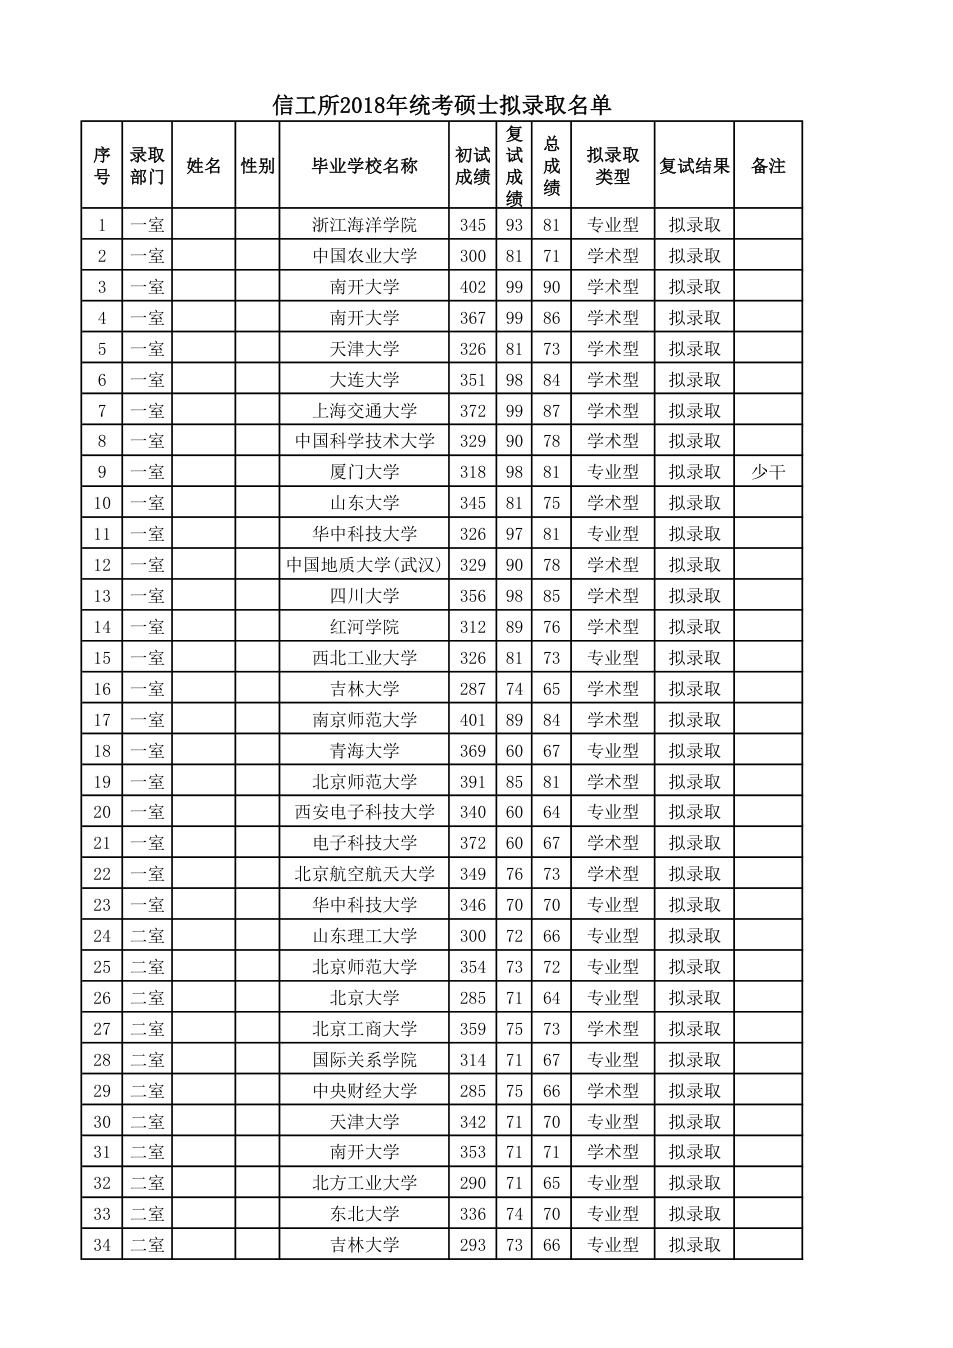 信工所2018年统考硕士拟录取名单
序号 录取部门 姓名 性别 毕业学校名称 初试成绩 复试成绩 总成绩 拟录取类型 复试结果 备注
1 一室 浙江海洋学院 345 93 81 专业型 拟录取
2 一室 中国农业大学 300 81 71 学术型 拟录取
3 一室 南开大学 402 99 90 学术型 拟录取
4 一室 南开大学 367 99 86 学术型 拟录取
5 一室 天津大学 326 81 73 学术型 拟录取
6 一室 大连大学 351 98 84 学术型 拟录取
7 一室 上海交通大学 372 99 87 学术型 拟录取
8 一室 中国科学技术大学 329 90 78 学术型 拟录取
9 一室 厦门大学 318 98 81 专业型 拟录取 少干
10 一室 山东大学 345 81 75 学术型 拟录取
11 一室 华中科技大学 326 97 81 专业型 拟录取
12 一室 中国地质大学(武汉) 329 90 78 学术型 拟录取
13 一室 四川大学 356 98 85 学术型 拟录取
14 一室 红河学院 312 89 76 学术型 拟录取
15 一室 西北工业大学 326 81 73 专业型 拟录取
16 一室 吉林大学 287 74 65 学术型 拟录取
17 一室 南京师范大学 401 89 84 学术型 拟录取
18 一室 青海大学 369 60 67 专业型 拟录取
19 一室 北京师范大学 391 85 81 学术型 拟录取
20 一室 西安电子科技大学 340 60 64 专业型 拟录取
21 一室 电子科技大学 372 60 67 学术型 拟录取
22 一室 北京航空航天大学 349 76 73 学术型 拟录取
23 一室 华中科技大学 346 70 70 专业型 拟录取
24 二室 山东理工大学 300 72 66 专业型 拟录取
25 二室 北京师范大学 354 73 72 专业型 拟录取
26 二室 北京大学 285 71 64 专业型 拟录取
27 二室 北京工商大学 359 75 73 学术型 拟录取
28 二室 国际关系学院 314 71 67 专业型 拟录取
29 二室 中央财经大学 285 75 66 学术型 拟录取
30 二室 天津大学 342 71 70 专业型 拟录取
31 二室 南开大学 353 71 71 学术型 拟录取
32 二室 北方工业大学 290 71 65 专业型 拟录取
33 二室 东北大学 336 74 70 专业型 拟录取
34 二室 吉林大学 293 73 66 专业型 拟录取